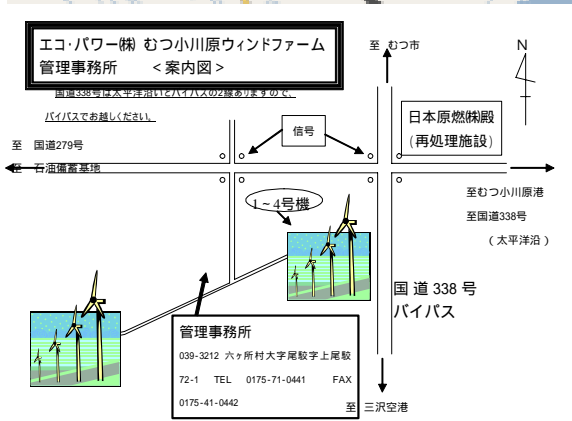 エコ・パワー㈱ むつ小川原ウィンドファーム
管理事務所 ＜案内図＞
国道338号は太平洋沿いとバイパスの2線ありますので、
バイパスでお越しください。
至 むつ市
N
日本原燃㈱殿
(再処理施設)
信号
至 国道279号
至 石油備蓄基地
1～4号機
至むつ小川原港
至国道338号
(太平洋沿)
国道338号
バイパス
管理事務所
039-3212 六ヶ所村大字尾駮字上尾駮
72-1 TEL 0175-71-0441 FAX
0175-41-0442
至 三沢空港